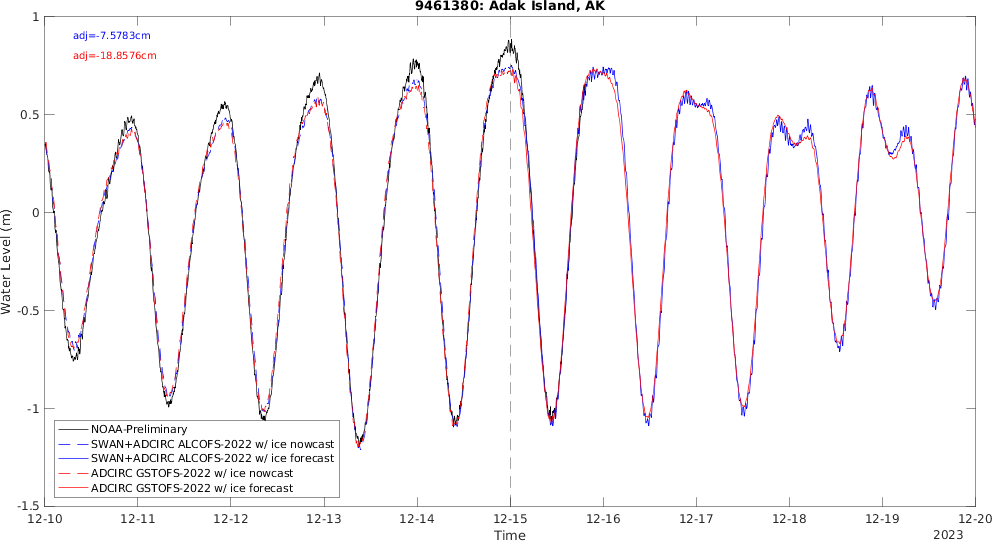 9461380: Adak Island, AK
adj=-7.5783cm
adj=-18.8576cm
Water Level (m)
1
0.5
0
-0.5
-1
-1.5
NOAA-Preliminary
SWAN+ADCIRC ALCOFS-2022 w/ ice nowcast
SWAN+ADCIRC ALCOFS-2022 w/ ice forecast
ADCIRC GSTOFS-2022 w/ ice nowcast
ADCIRC GSTOFS-2022 w/ ice forecast
12-10 12-11 12-12 12-13 12-14 12-15 12-16 12-17 12-18 12-19 12-20
Time
2023